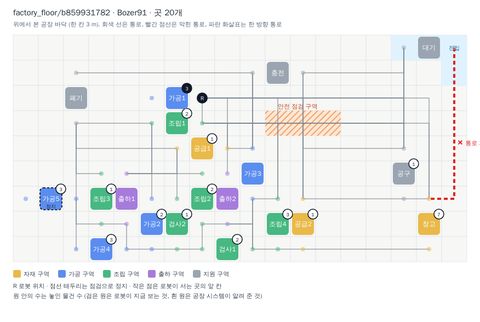 factory_floor/b859931782 · Bozer91 · 곳 20개
위에서 본 공장 바닥 (한 칸 3 m). 회색 선은 통로, 빨간 점선은 막힌 통로, 파란 화살표는 한 방향 통로
대기
충전
폐기
가공1
3
R
안전 점검 구역
조립1
2
✕ 통로
공급1
1
가공3
공구
1
가공5
3
조립3
출하1
조립2
출하2
가공2
검사2
1
조립4
3
공급2
창고
7
가공4
3
검사1
2
자재 구역
가공 구역
조립 구역
출하 구역
지원 구역
R 로봇 위치 · 점선 테두리는 점검으로 정지 · 작은 점은 로봇이 서는 곳의 앞 칸
원 안의 수는 놓인 물건 수 (검은 원은 로봇이 지금 보는 것, 흰 원은 공장 시스템이 알려 준 것)